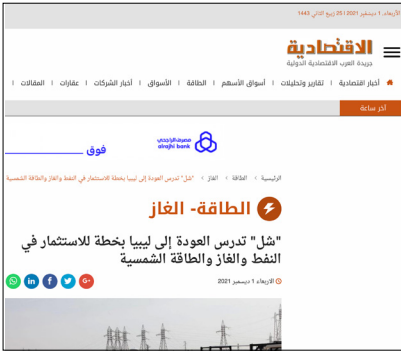 الأربعاء, 1 ديسمبر 2021 | 25 ربيع الثاني 1443
الاقتصادية
جريدة العرب الاقتصادية الدولية
أخبار اقتصادية | تقارير وتحليلات | أسواق الأسهم | الطاقة | الأسواق | أخبار الشركات | عقارات | المقالات |
آخر ساعة
مصرف الراجحي
alrajhi bank
فوق
الرئيسية > الطاقة > الغاز > "شل" تدرس العودة إلى ليبيا بخطة للاستثمار في النفط والغاز والطاقة الشمسية
الطاقة- الغاز
"شل" تدرس العودة إلى ليبيا بخطة للاستثمار في
النفط والغاز والطاقة الشمسية
الأربعاء 1 ديسمبر 2021